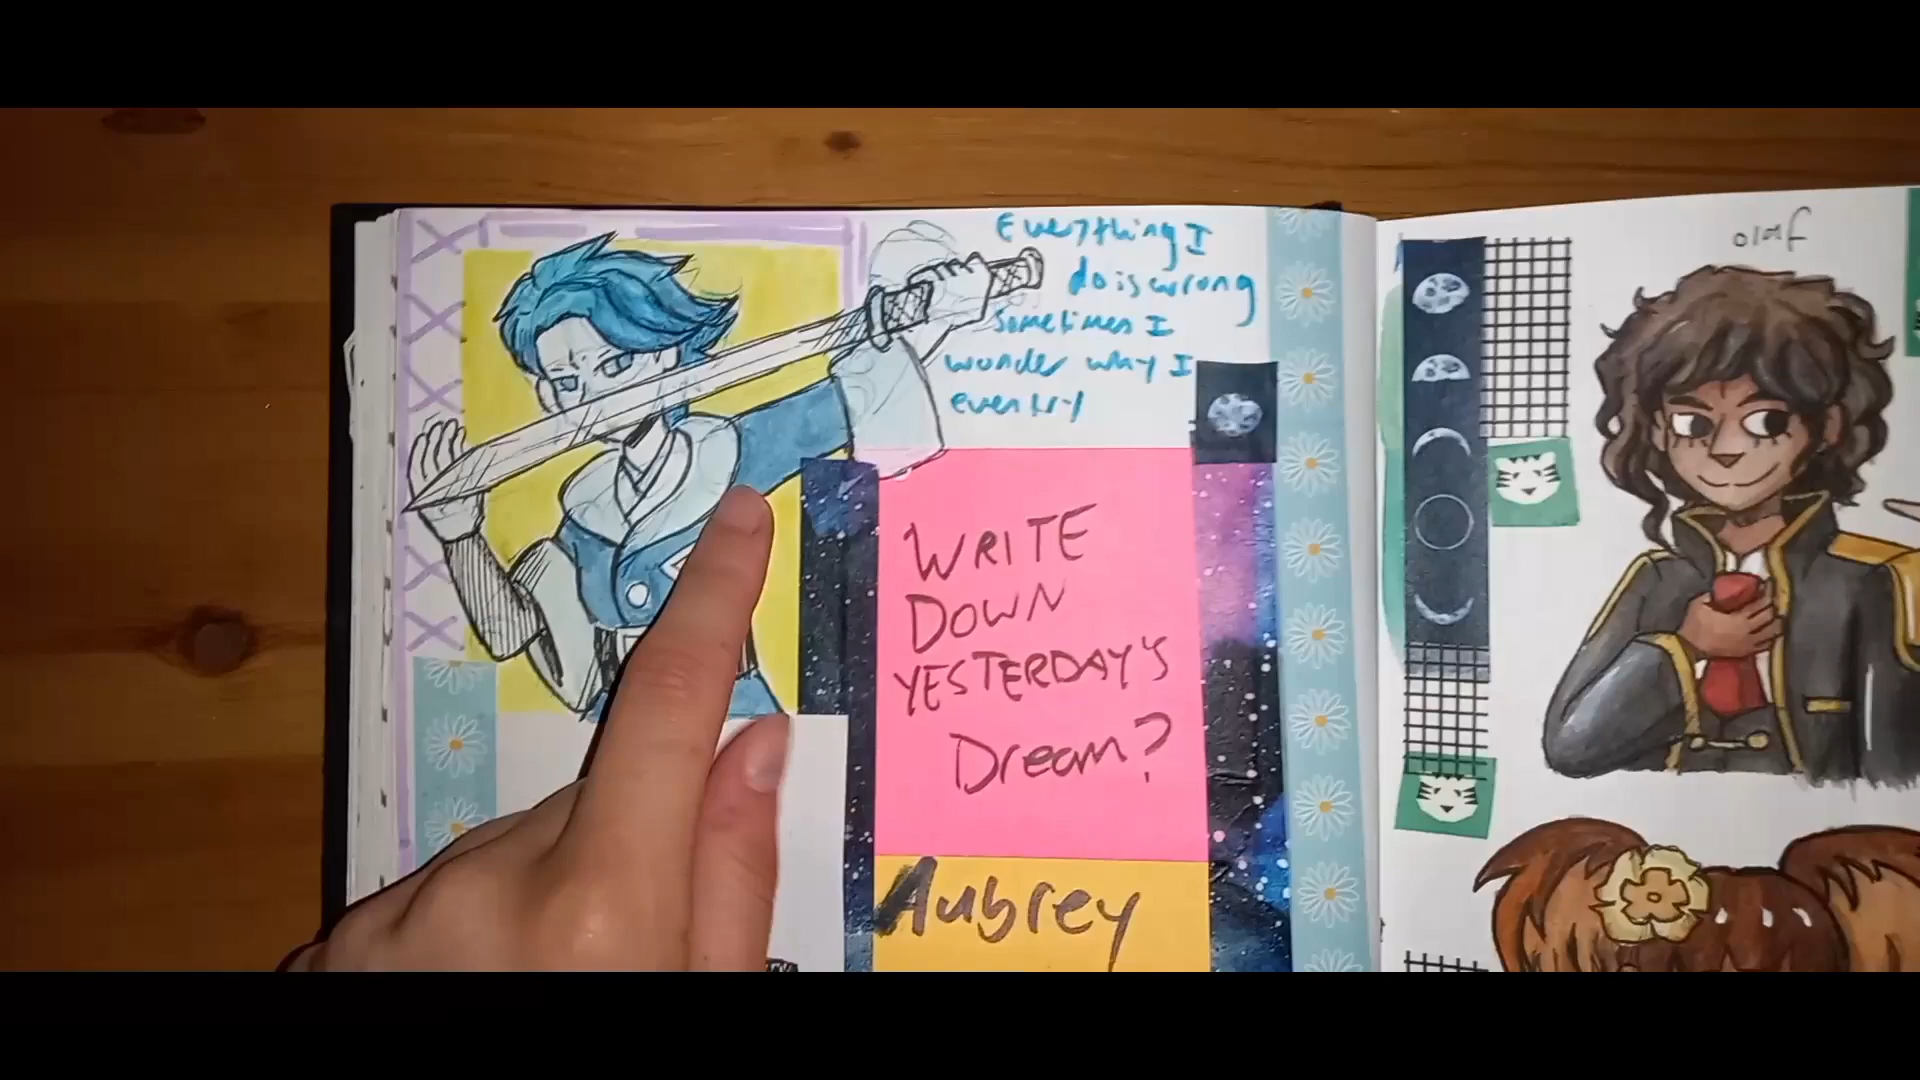 Everything I
do is wrong
Sometimes I
wonder why I
even try
WRITE
DOWN
YESTERDAY'S
Dream?
Aubrey
olaf